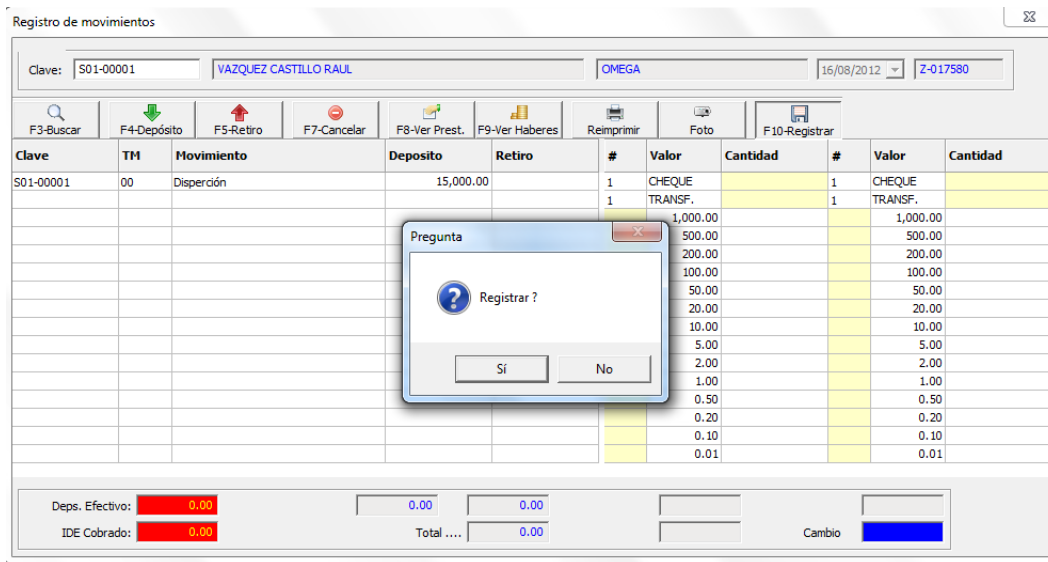 Registro de movimientos
Clave: S01-00001 VAZQUEZ CASTILLO RAUL OMEGA 16/08/2012 Z-017580
F3-Buscar F4-Depósito F5-Retiro F7-Cancelar F8-Ver Prest. F9-Ver Haberes Reimprimir Foto F10-Registrar
Clave TM Movimiento Deposito Retiro # Valor Cantidad # Valor Cantidad
S01-00001 00 Disperción 15,000.00 1 CHEQUE 1 CHEQUE
1 TRANSF. 1 TRANSF.
1,000.00 1,000.00
Pregunta 500.00 500.00
200.00 200.00
100.00 100.00
Registrar ? 50.00 50.00
20.00 20.00
10.00 10.00
5.00 5.00
Sí No 2.00 2.00
1.00 1.00
0.50 0.50
0.20 0.20
0.10 0.10
0.01 0.01
Deps. Efectivo: 0.00 0.00 0.00
IDE Cobrado: 0.00 Total .... 0.00 Cambio